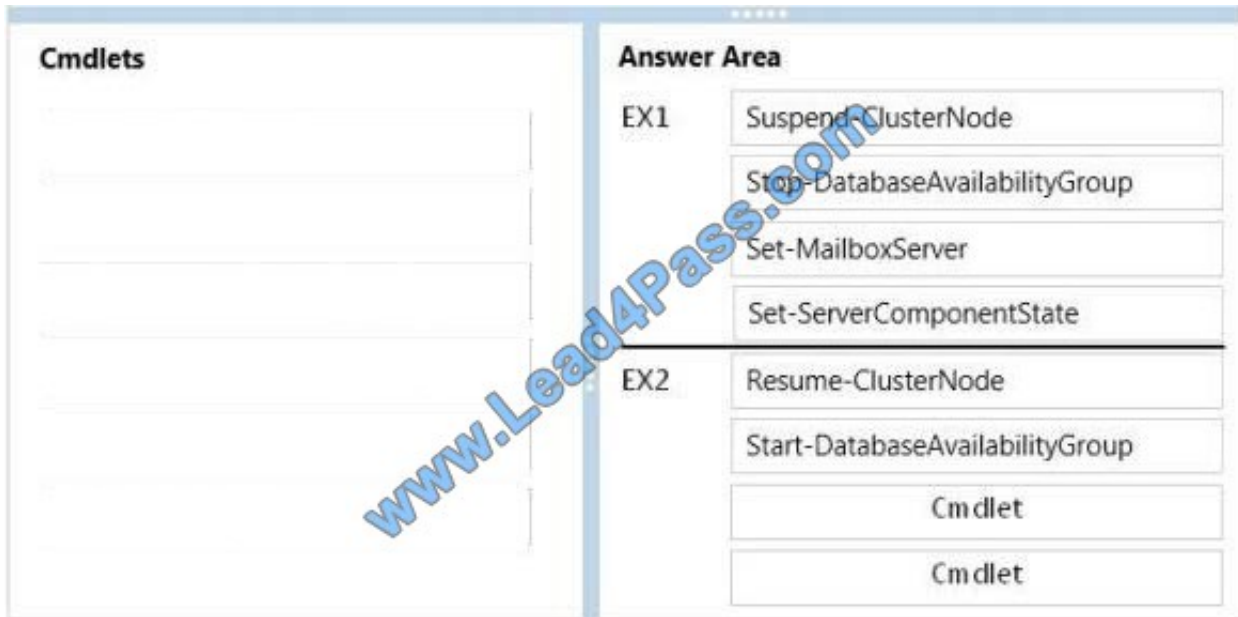 Cmdlets
Answer Area
EX1 Suspend-ClusterNode
Stop-DatabaseAvailabilityGroup
Set-MailboxServer
Set-ServerComponentState
EX2 Resume-ClusterNode
Start-DatabaseAvailabilityGroup
Cmdlet
Cmdlet
www.Lead4Pass.com